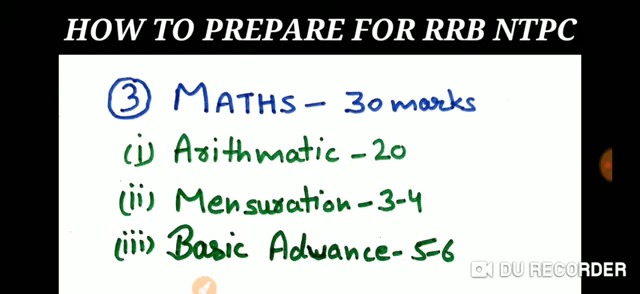 HOW TO PREPARE FOR RRB NTPC
③ MATHS - 30 marks
(i) Arithmatic - 20
(ii) Mensuration - 3-4
(iii) Basic Adwance - 5-6
DU RECORDER